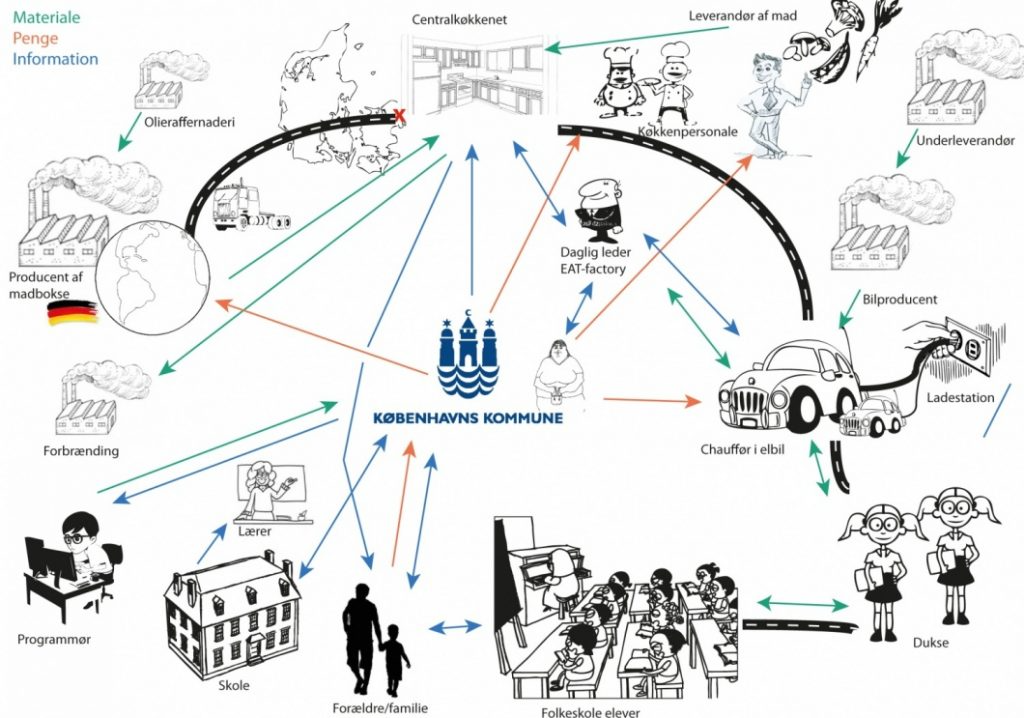 Materiale
Penge
Information
Centralkøkkenet
Leverandør af mad
Olieraffernaderi
Køkkenpersonale
Underleverandør
X
Daglig leder
EAT-factory
Producent af
madbokse
Bilproducent
KØBENHAVNS KOMMUNE
Ladestation
Forbrænding
Chauffør i elbil
Lærer
Programmør
Skole
Forældre/familie
Folkeskole elever
Dukse